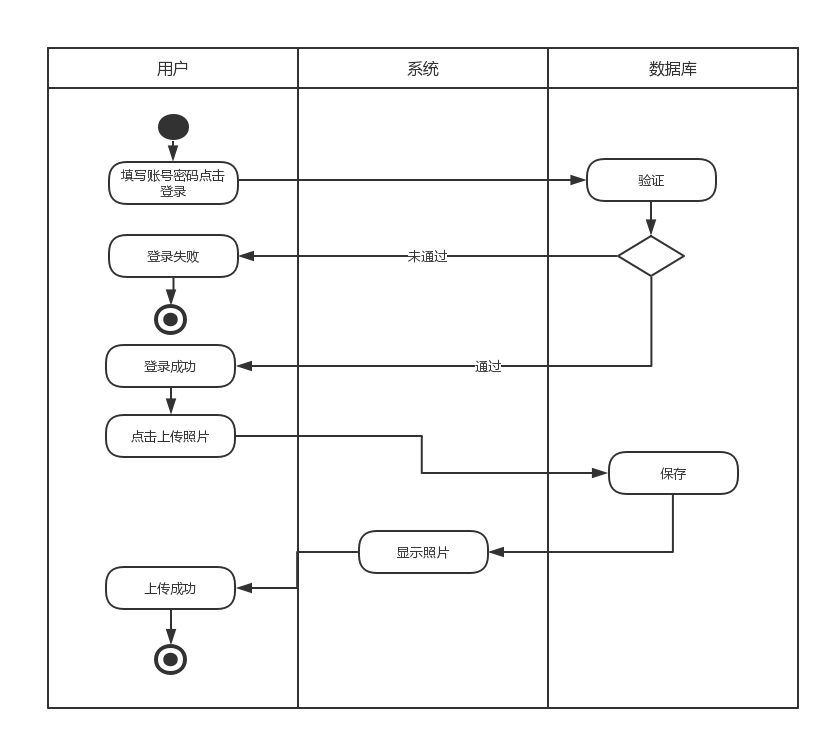 用户
系统
数据库
填写账号密码点击
登录
验证
登录失败
未通过
登录成功
通过
点击上传照片
保存
显示照片
上传成功